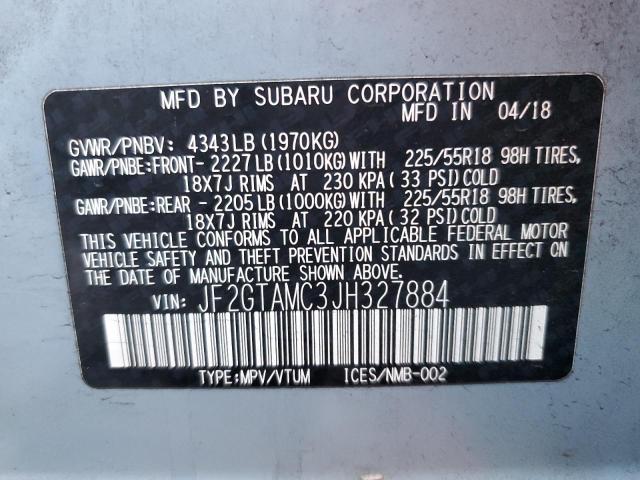 MFD BY SUBARU CORPORATION
MFD IN 04/18
GVWR/PNBV: 4343LB(1970KG)
GAWR/PNBE:FRONT-2227LB(1010KG)WITH 225/55R18 98H TIRES,
18X7J RIMS AT 230 KPA(33 PSI)COLD
GAWR/PNBE:REAR -2205LB(1000KG)WITH 225/55R18 98H TIRES,
18X7J RIMS AT 220 KPA(32 PSI)COLD
THIS VEHICLE CONFORMS TO ALL APPLICABLE FEDERAL MOTOR
VEHICLE SAFETY AND THEFT PREVENTION STANDARDS IN EFFECT ON
THE DATE OF MANUFACTURE SHOWN ABOVE.
VIN: JF2GTAMC3JH327884
TYPE:MPV/VTUM ICES/NMB-002